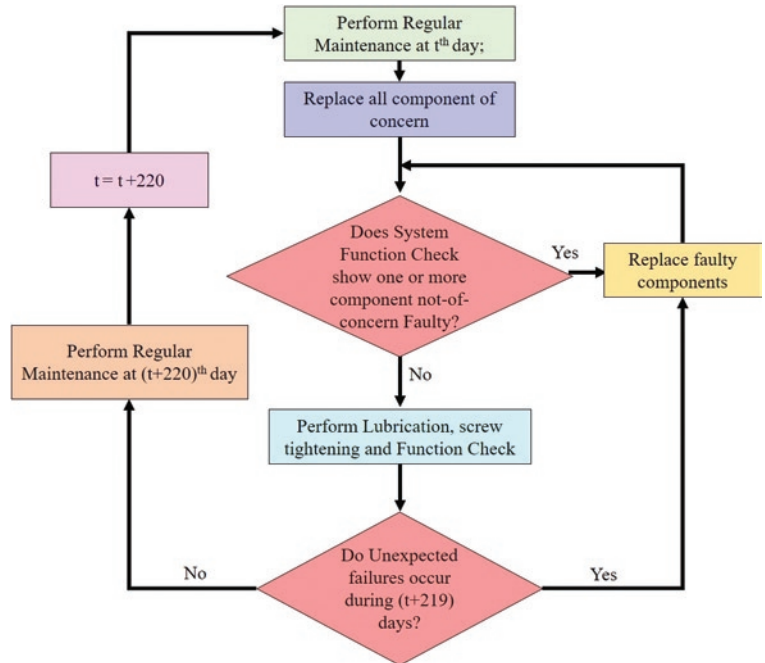 Perform Regular
Maintenance at tth day;
Replace all component of
concern
t = t +220
Does System
Function Check
show one or more
component not-of-
concern Faulty?
Yes
Replace faulty
components
Perform Regular
Maintenance at (t+220)th day
No
Perform Lubrication, screw
tightening and Function Check
Do Unexpected
failures occur
during (t+219)
days?
No
Yes